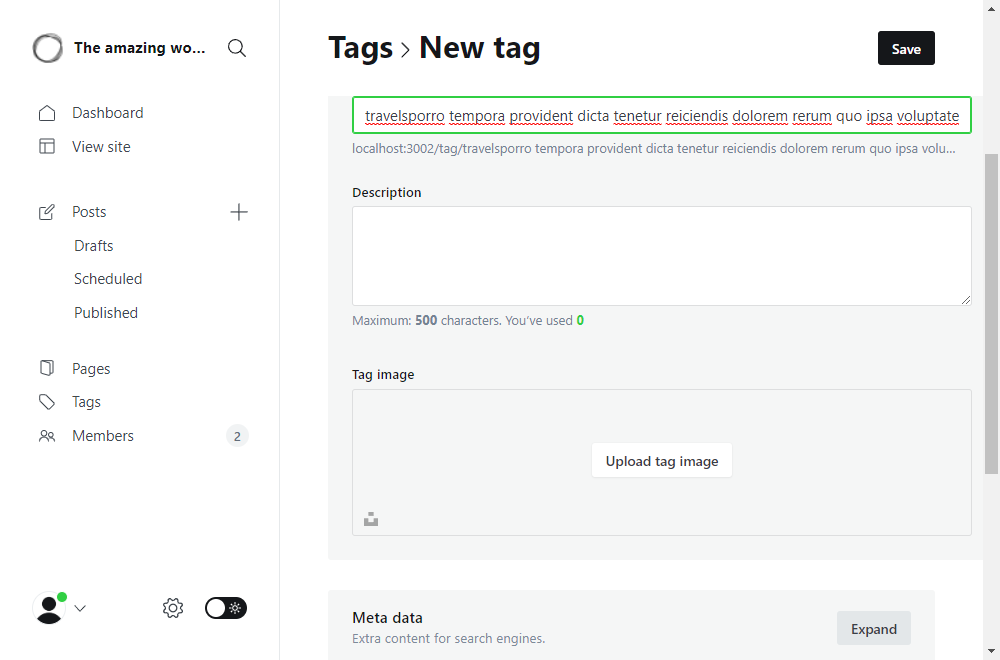 The amazing wo...
Dashboard
View site
Posts
Drafts
Scheduled
Published
Pages
Tags
Members 2
Tags > New tag
Save
travelsporro tempora provident dicta tenetur reiciendis dolorem rerum quo ipsa voluptate
localhost:3002/tag/travelsporro tempora provident dicta tenetur reiciendis dolorem rerum quo ipsa volu...
Description
Maximum: 500 characters. You’ve used 0
Tag image
Upload tag image
Meta data
Extra content for search engines.
Expand